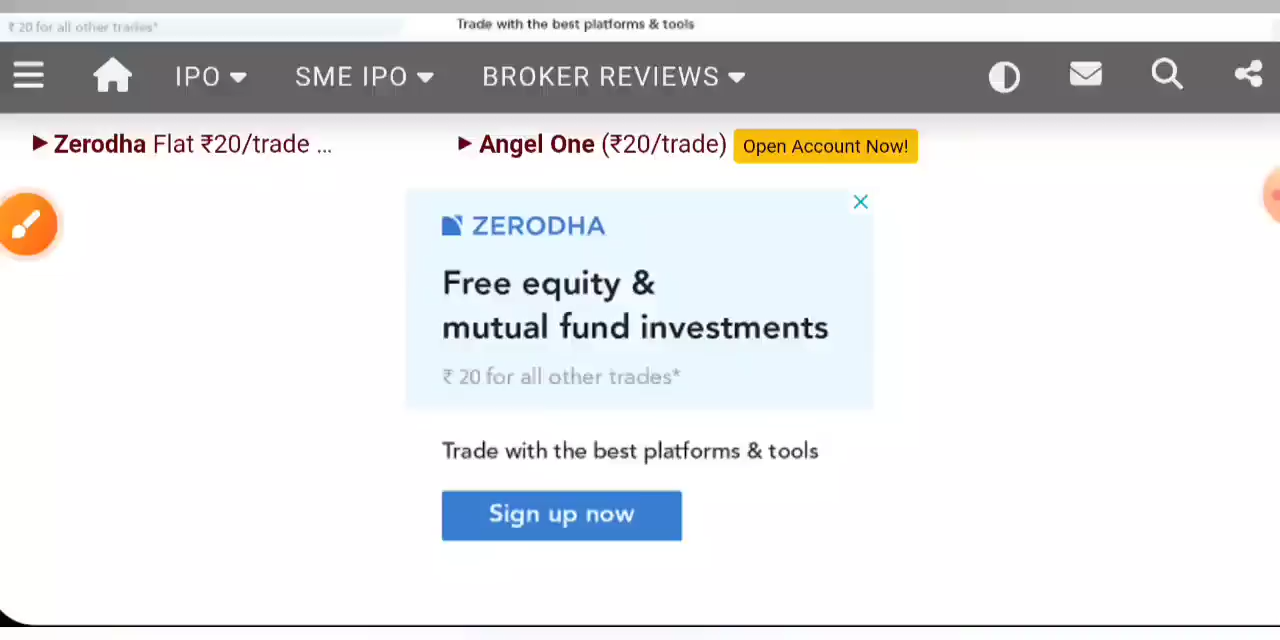 ₹ 20 for all other trades*
Trade with the best platforms & tools
IPO SME IPO BROKER REVIEWS
Zerodha Flat ₹20/trade ...
Angel One (₹20/trade) Open Account Now!
ZERODHA
Free equity &
mutual fund investments
₹ 20 for all other trades*
Trade with the best platforms & tools
Sign up now